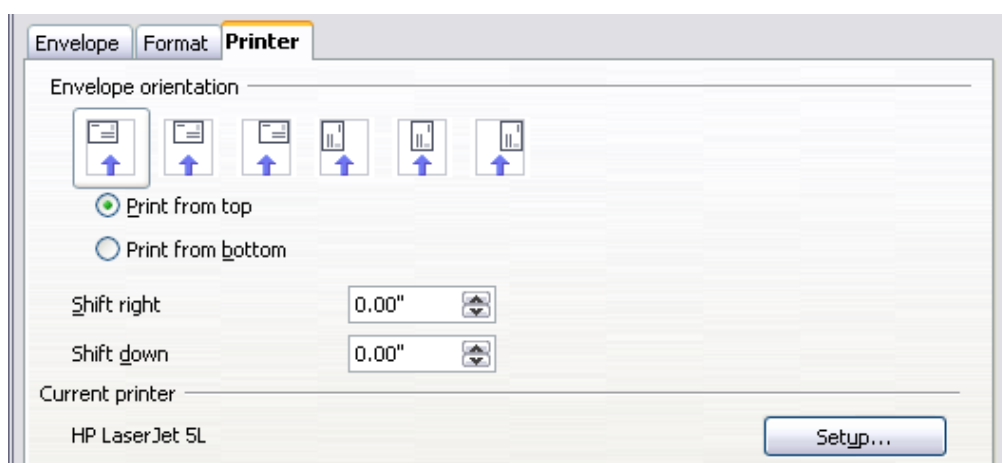 Envelope Format Printer
Envelope orientation
Print from top
Print from bottom
Shift right 0.00"
Shift down 0.00"
Current printer
HP LaserJet 5L Setup...